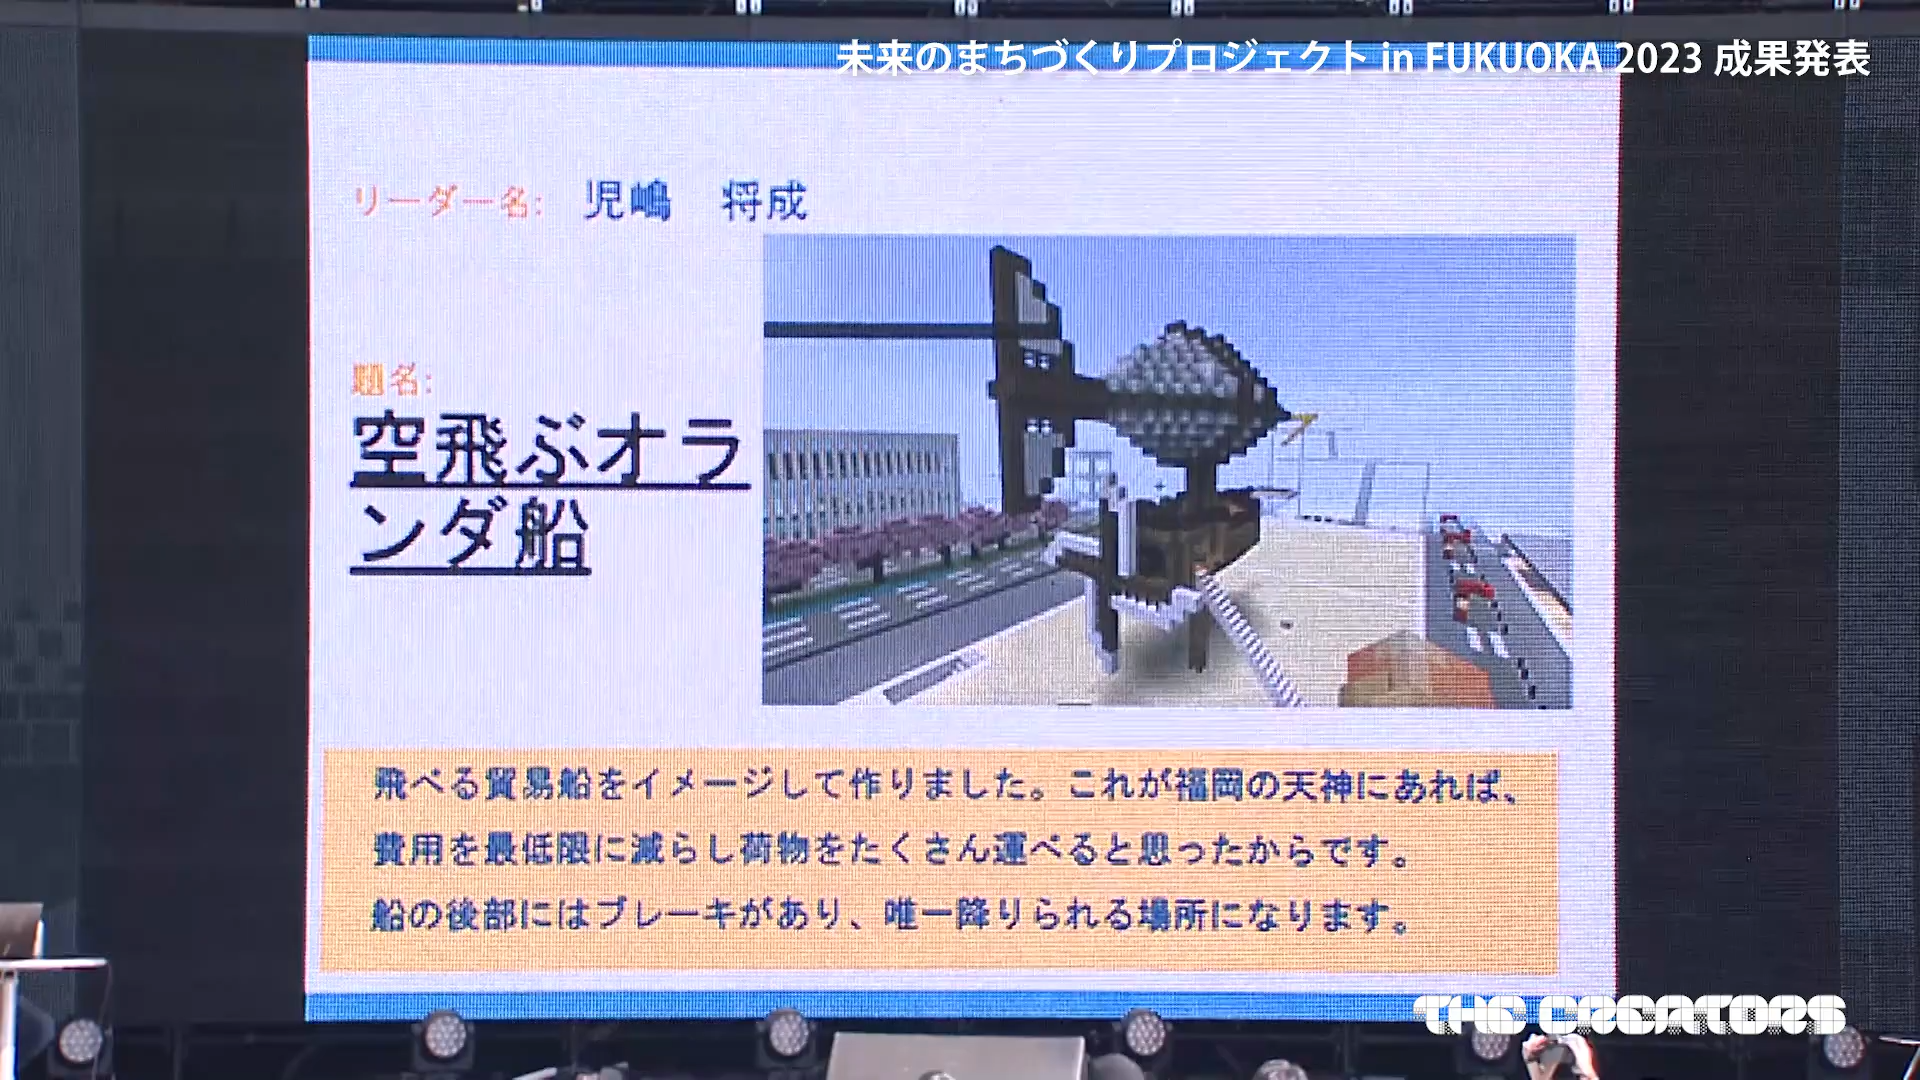 未来のまちづくりプロジェクト in FUKUOKA 2023 成果発表
リーダー名: 児嶋 将成
題名:
空飛ぶオラ
ンダ船
飛べる貿易船をイメージして作りました。これが福岡の天神にあれば、
費用を最低限に減らし荷物をたくさん運べると思ったからです。
船の後部にはブレーキがあり、唯一降りられる場所になります。
THE CREATORS